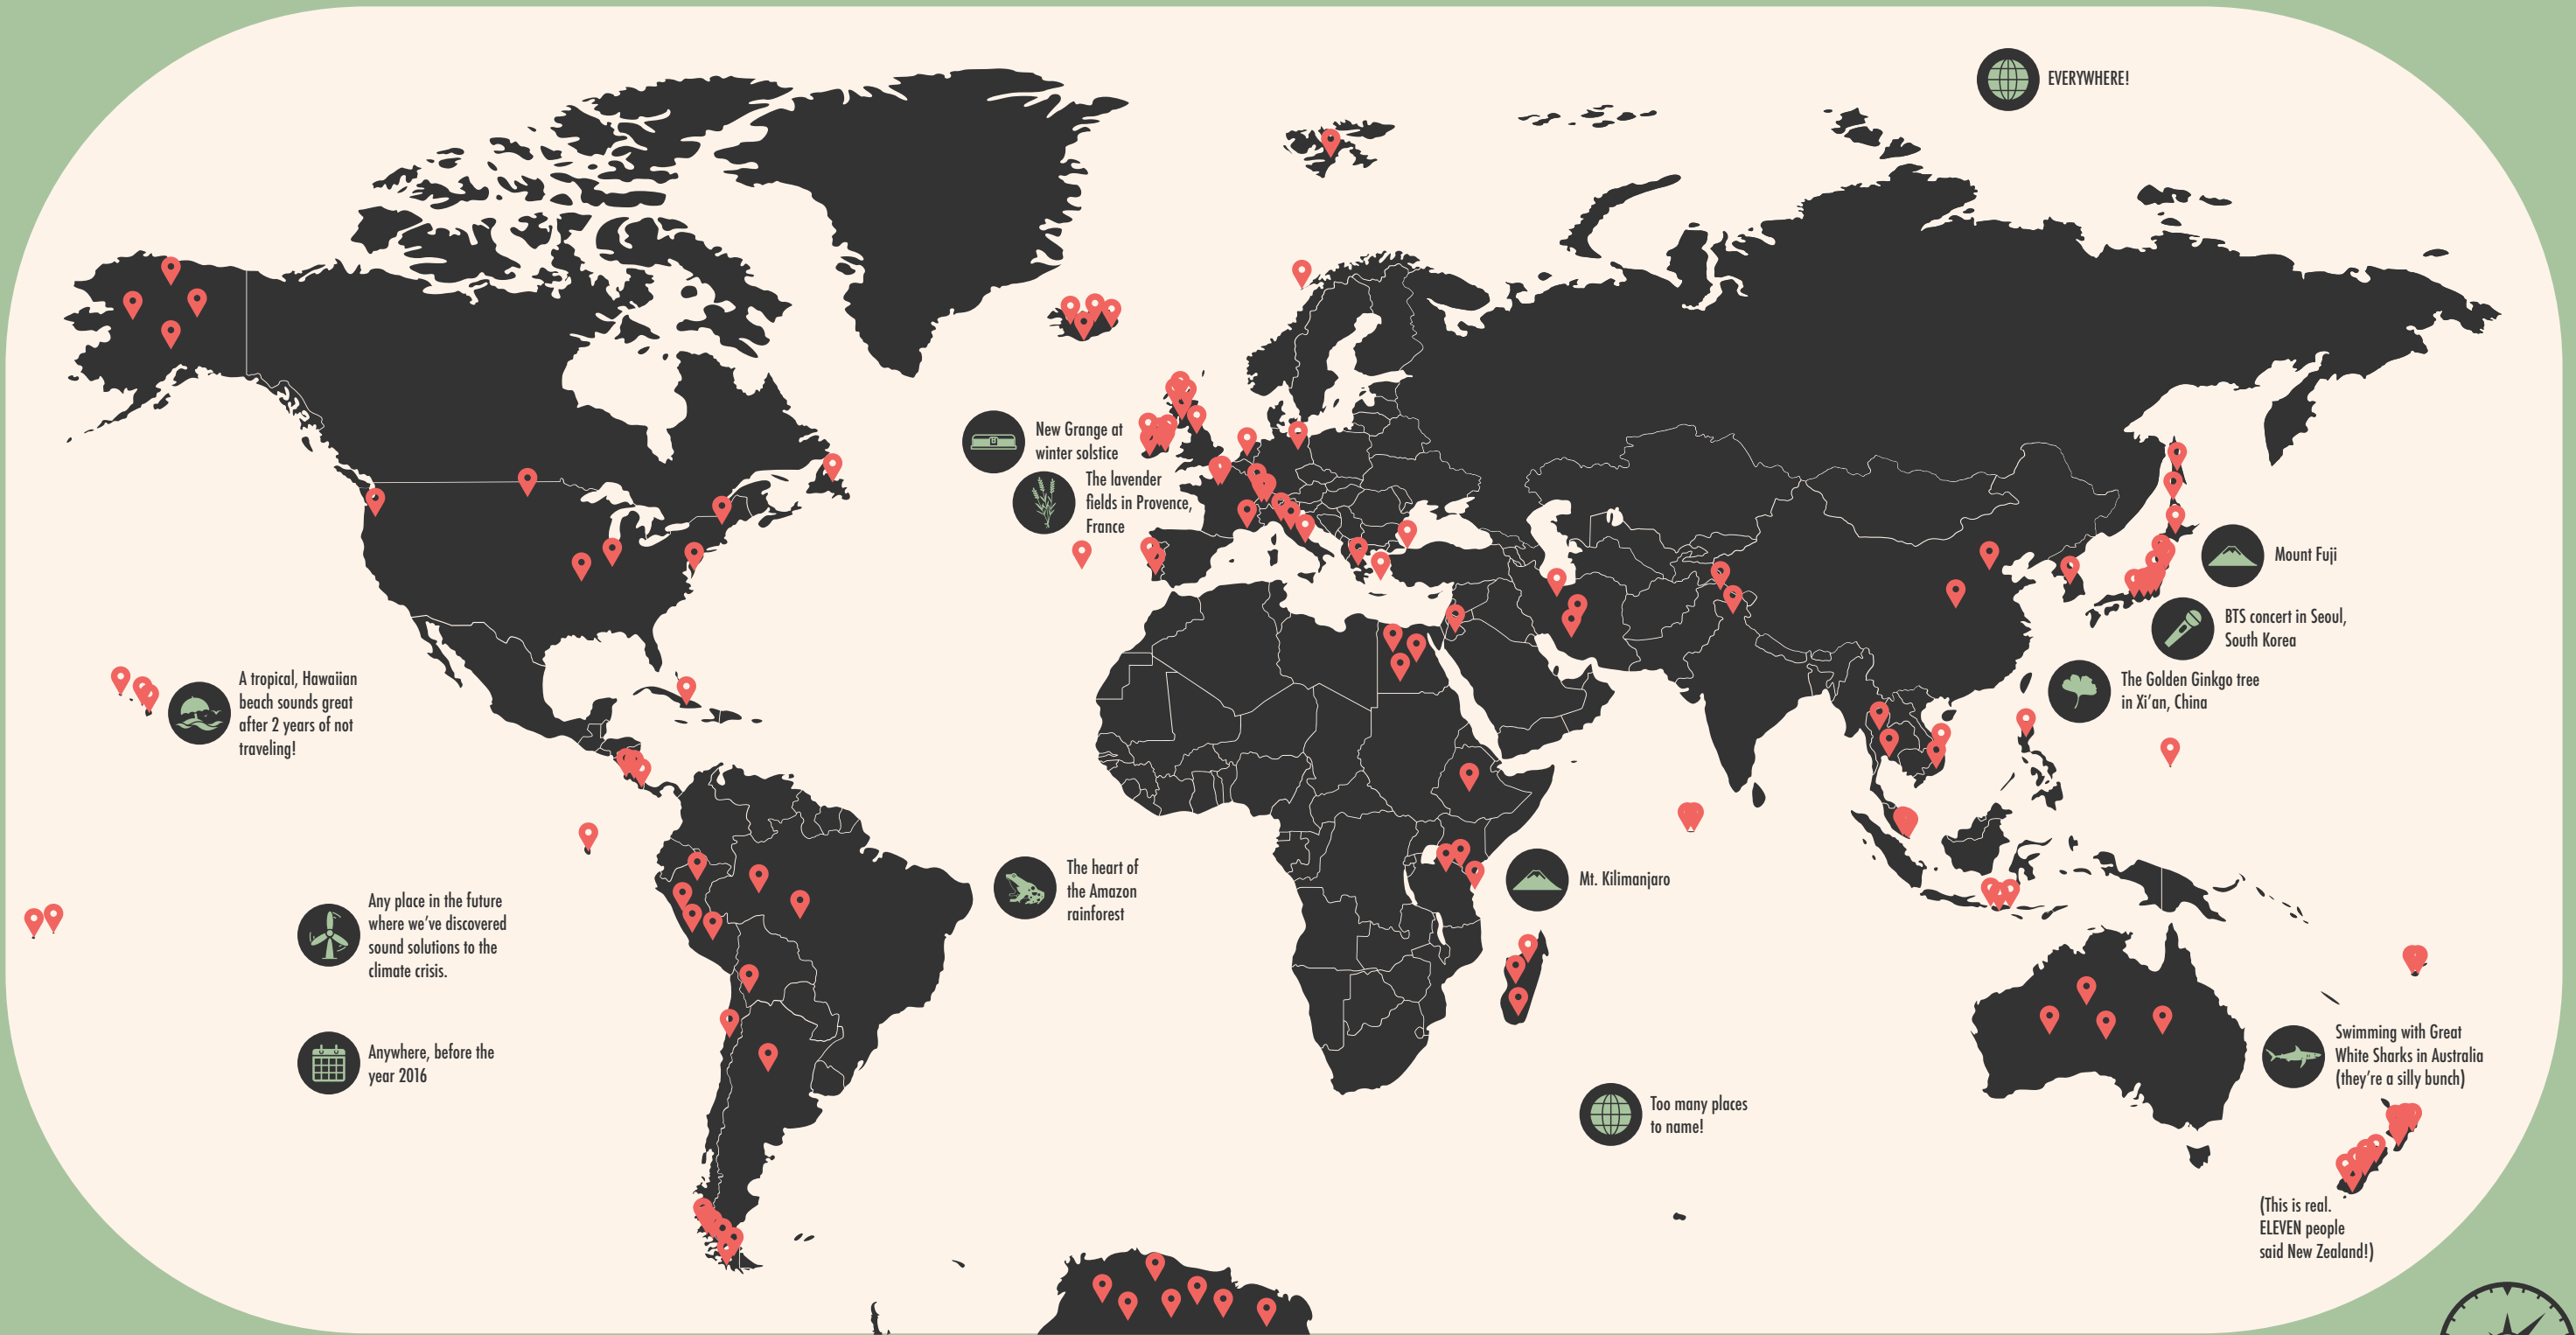 EVERYWHERE!
New Grange at
winter solstice
The lavender
fields in Provence,
France
Mount Fuji
BTS concert in Seoul,
South Korea
The Golden Ginkgo tree
in Xi’an, China
A tropical, Hawaiian
beach sounds great
after 2 years of not
traveling!
The heart of
the Amazon
rainforest
Mt. Kilimanjaro
Any place in the future
where we’ve discovered
sound solutions to the
climate crisis.
Anywhere, before the
year 2016
Swimming with Great
White Sharks in Australia
(they’re a silly bunch)
Too many places
to name!
(This is real.
ELEVEN people
said New Zealand!)